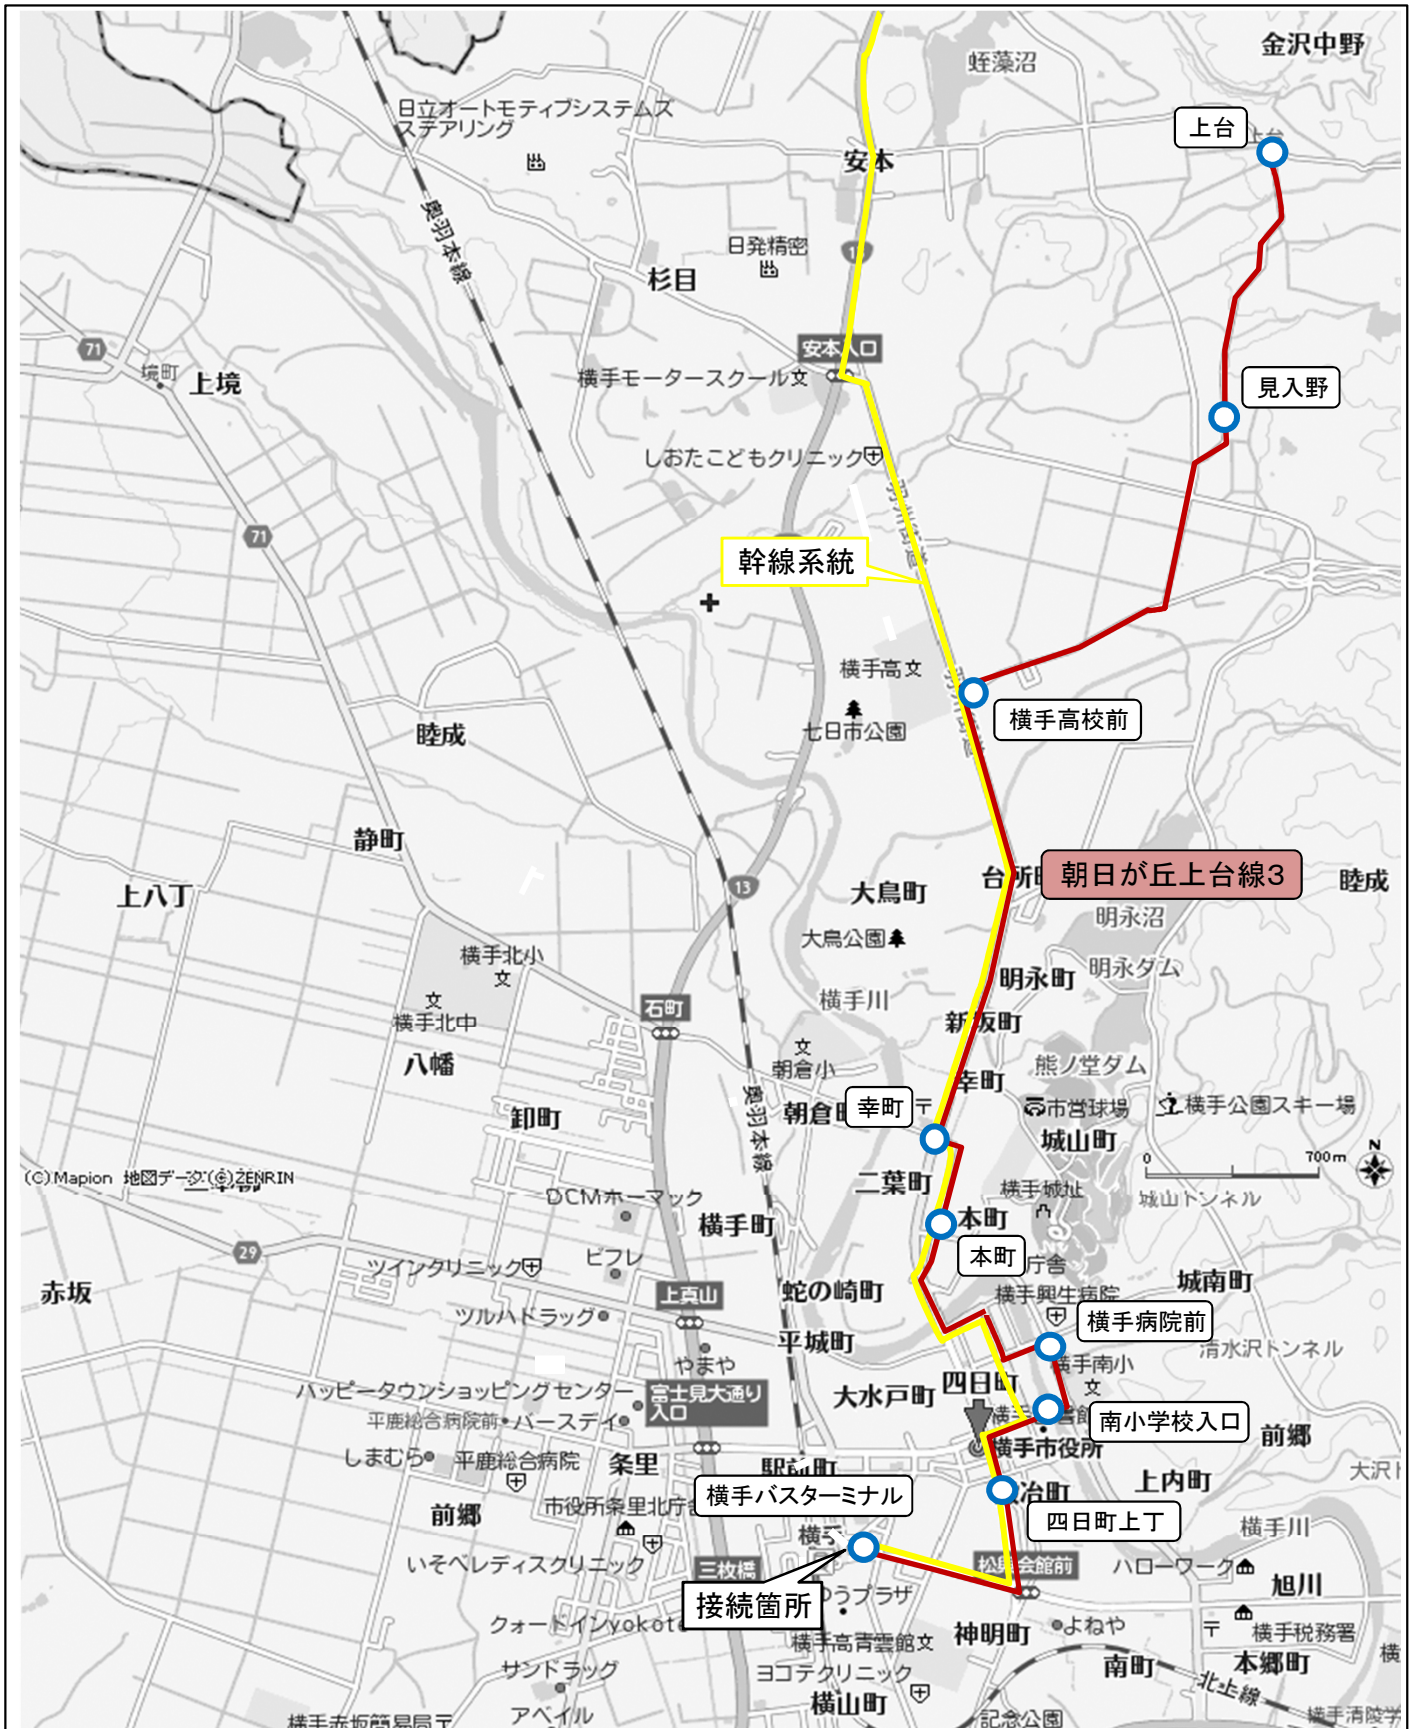 金沢中野
蛭藻沼
日立オートモティブシステムズ
ステアリング
上台
安本
奥羽本線
日発精密
杉目
安本入口
71
境町
上境
横手モータースクール
見入野
しおたこどもクリニック
羽州街道
71
幹線系統
横手高
横手高校前
七日市公園
睦成
静町
13
大鳥町
朝日が丘上台線3
睦成
上八丁
明永沼
大鳥公園
横手北小
明永ダム
明永町
横手川
石町
横手北中
新坂町
朝倉小
八幡
熊ノ堂ダム
幸町
奥羽本線
幸町
市営球場
横手公園スキー場
卸町
城山町
N
0
700m
(C)Mapion 地図データ(C)ZENRIN
二葉町
DCMホーマック
横手城址
城山トンネル
横手町
本町
本町
29
ビフレ
庁舎
ツインクリニック
城南町
赤坂
上真山
蛇の崎町
横手興生病院
ツルハドラッグ
横手病院前
平城町
清水沢トンネル
やまや
横手南小
四日町
ハッピータウンショッピングセンター
富士見大通り
入口
大水戸町
平鹿総合病院前
バースデイ
南小学校入口
しまむら
平鹿総合病院
条里
横手市役所
前郷
駅前町
上内町
横手バスターミナル
前郷
四日町上丁
横手川
いそべレディスクリニック
三枚橋
ハローワーク
旭川
接続箇所
クォードインyokote
神明町
よねや
横手税務署
横手高青雲館
サンドラッグ
ヨコテクリニック
南町
本郷町
北上線
アベイル
横山町
記念公園